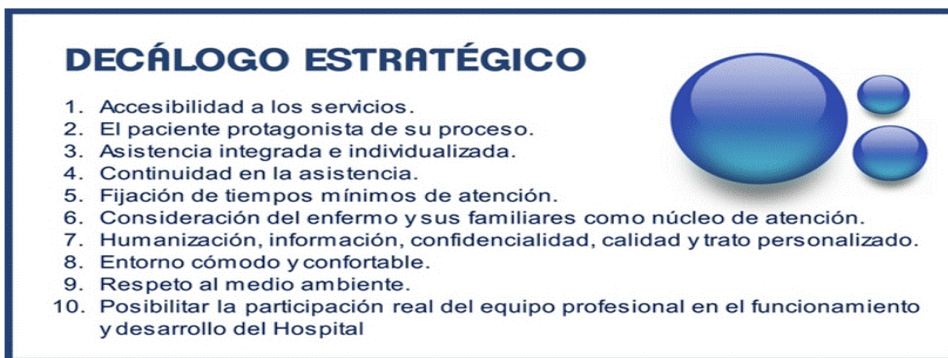 DECÁLOGO ESTRATÉGICO
1. Accesibilidad a los servicios.
2. El paciente protagonista de su proceso.
3. Asistencia integrada e individualizada.
4. Continuidad en la asistencia.
5. Fijación de tiempos mínimos de atención.
6. Consideración del enfermo y sus familiares como núcleo de atención.
7. Humanización, información, confidencialidad, calidad y trato personalizado.
8. Entorno cómodo y confortable.
9. Respeto al medio ambiente.
10. Posibilitar la participación real del equipo profesional en el funcionamiento
y desarrollo del Hospital